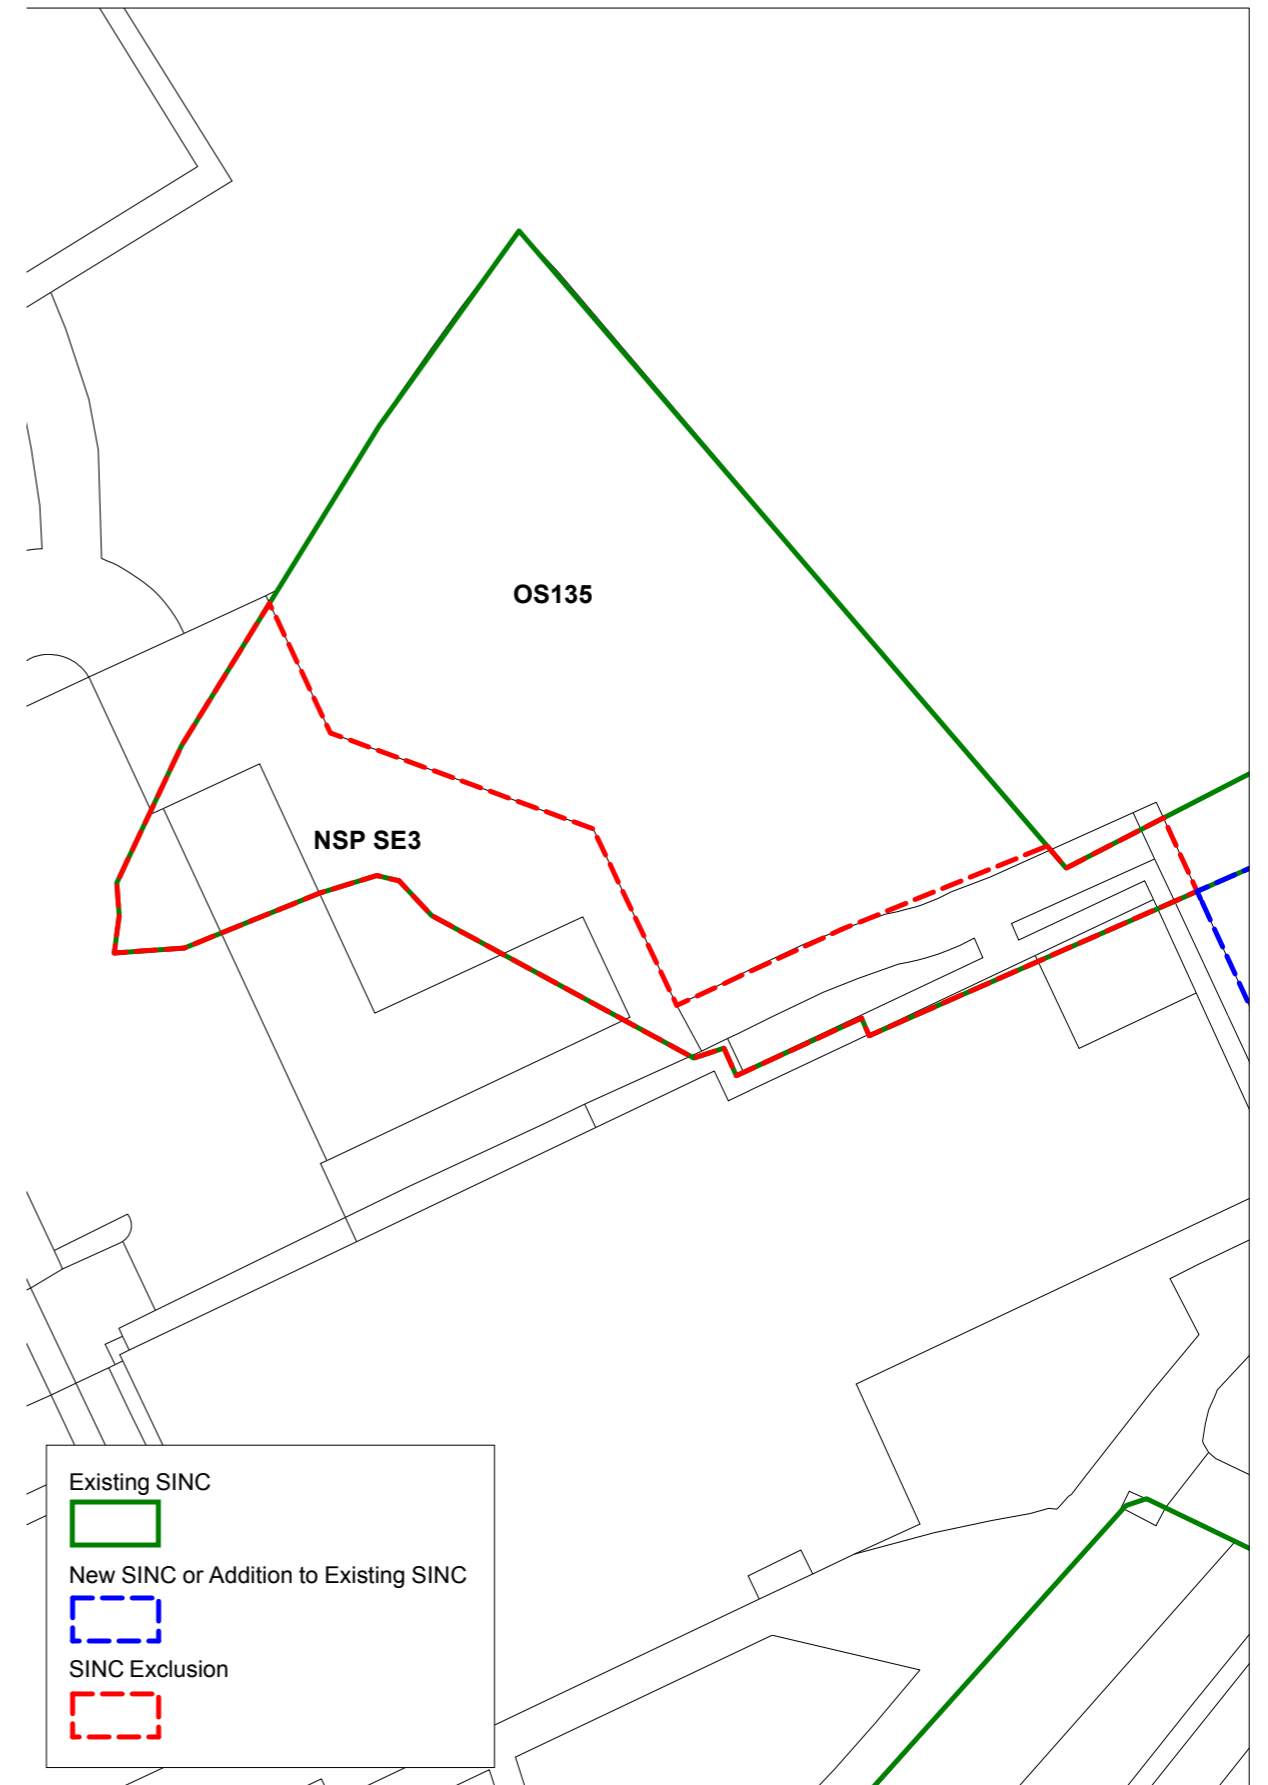 OS135
NSP SE3
Existing SINC
New SINC or Addition to Existing SINC
SINC Exclusion